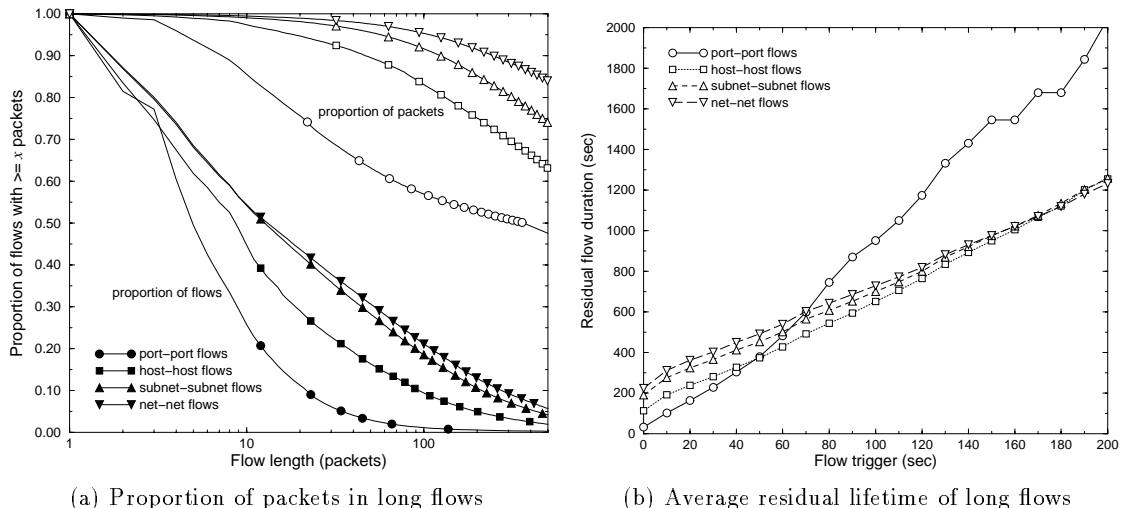 Proportion of flows with >= x packets
1.00
0.90
0.80
0.70
0.60
0.50
0.40
0.30
0.20
0.10
0.00
proportion of packets
proportion of flows
port-port flows
host-host flows
subnet-subnet flows
net-net flows
1
10
100
Flow length (packets)
(a) Proportion of packets in long flows
Residual flow duration (sec)
2000
1800
1600
1400
1200
1000
800
600
400
200
0
port-port flows
host-host flows
subnet-subnet flows
net-net flows
0
20
40
60
80
100
120
140
160
180
200
Flow trigger (sec)
(b) Average residual lifetime of long flows